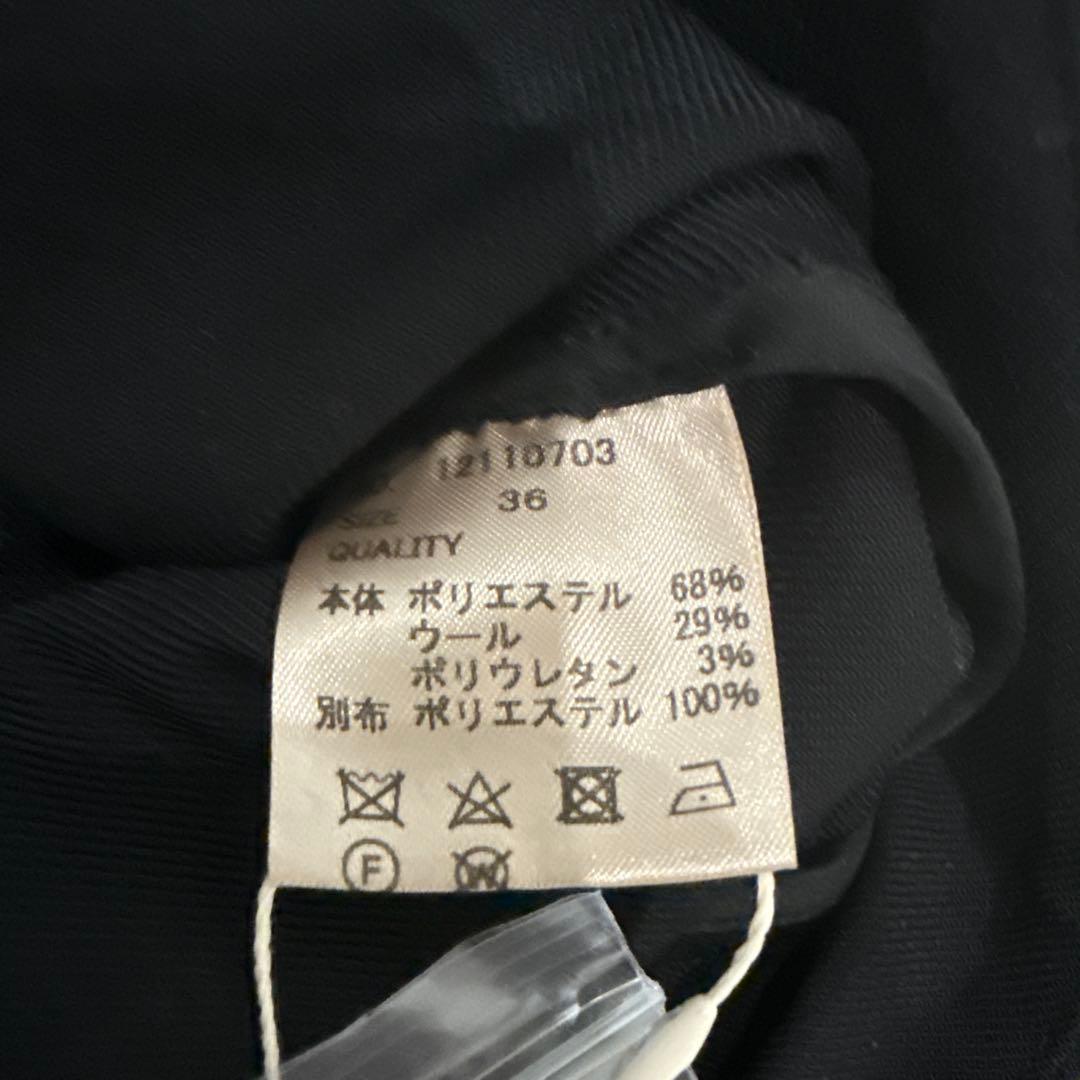 12110703
SIZE 36
QUALITY
本体 ポリエステル 68%
ウール 29%
ポリウレタン 3%
別布 ポリエステル 100%
F W